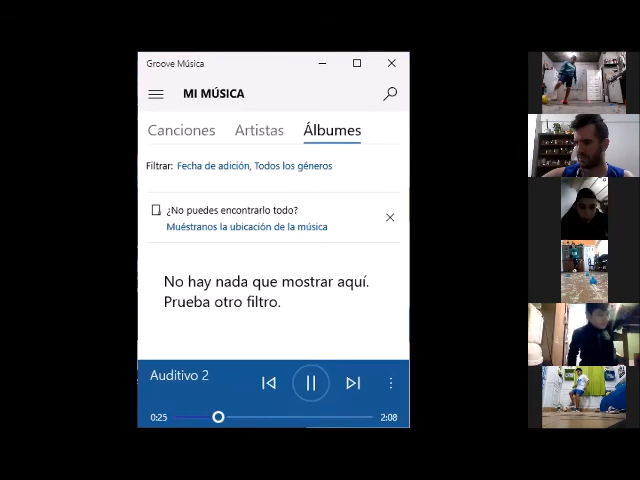 Groove Música
MI MÚSICA
Canciones Artistas Álbumes
Filtrar: Fecha de adición, Todos los géneros
¿No puedes encontrarlo todo?
Muéstranos la ubicación de la música
No hay nada que mostrar aquí.
Prueba otro filtro.
Auditivo 2
0:25 2:08